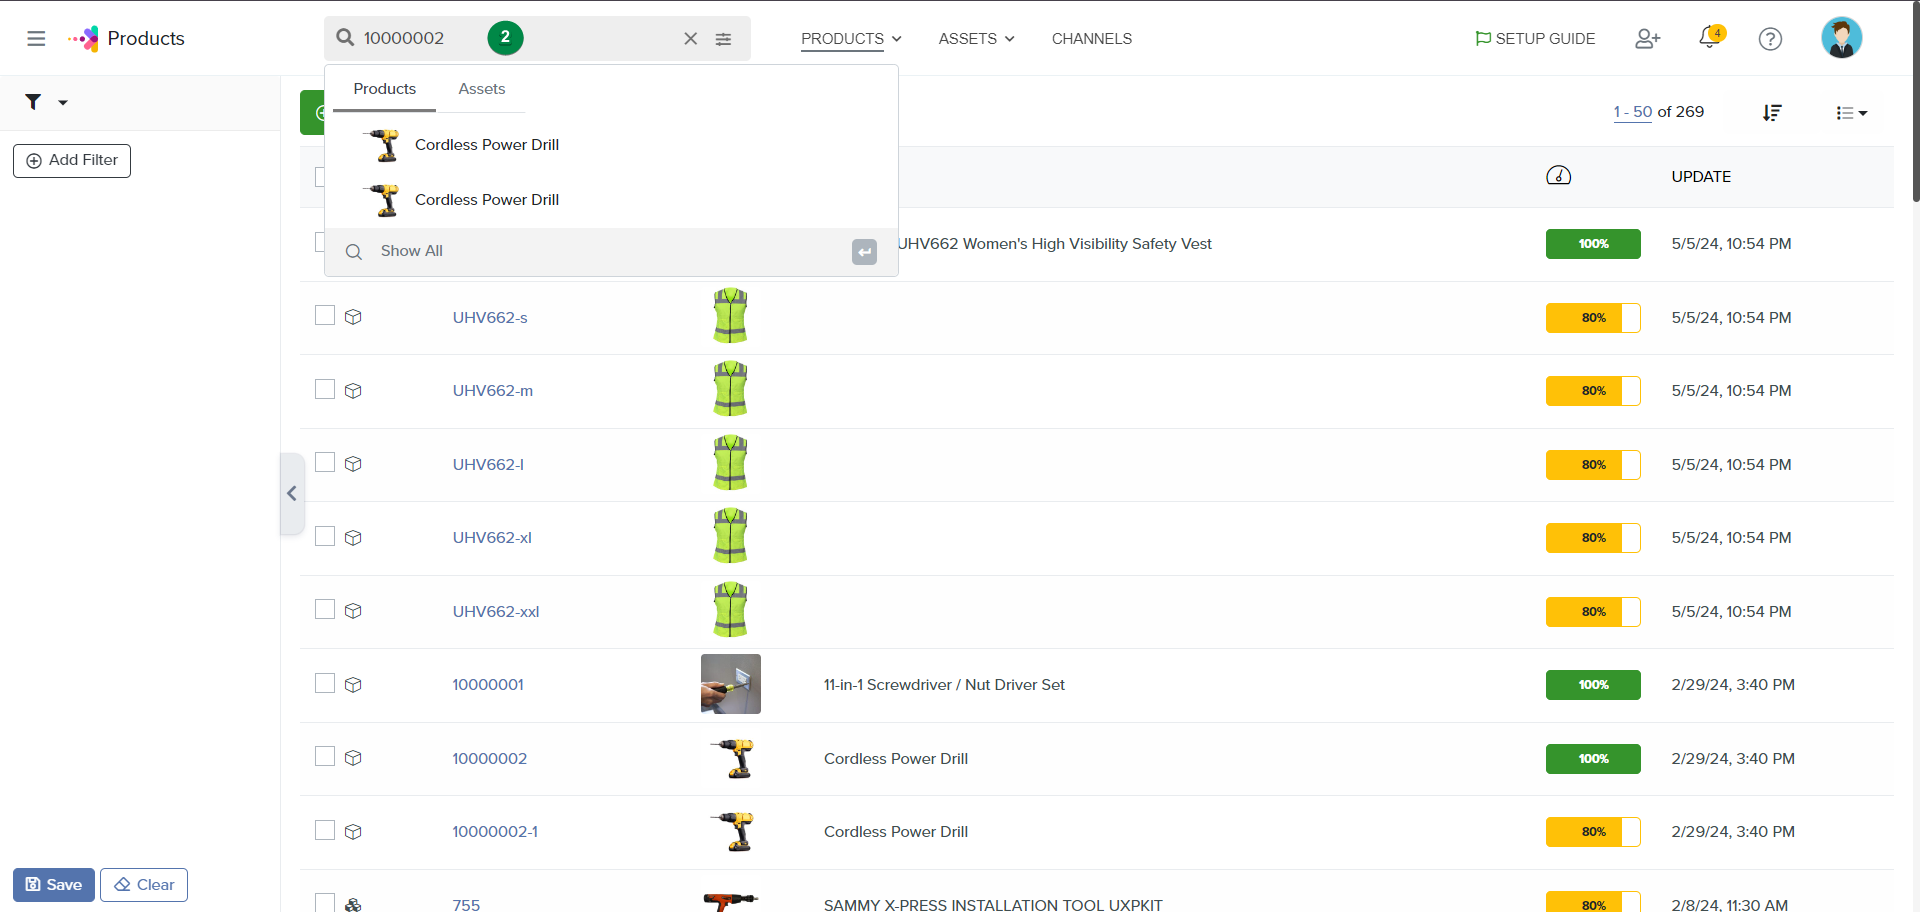 Products
10000002
2
PRODUCTS
ASSETS
CHANNELS
SETUP GUIDE
4
Products
Assets
Cordless Power Drill
Cordless Power Drill
Show All
Add Filter
1 - 50 of 269
UPDATE
UHV662 Women's High Visibility Safety Vest
100%
5/5/24, 10:54 PM
UHV662-s
80%
5/5/24, 10:54 PM
UHV662-m
80%
5/5/24, 10:54 PM
UHV662-l
80%
5/5/24, 10:54 PM
UHV662-xl
80%
5/5/24, 10:54 PM
UHV662-xxl
80%
5/5/24, 10:54 PM
10000001
11-in-1 Screwdriver / Nut Driver Set
100%
2/29/24, 3:40 PM
10000002
Cordless Power Drill
100%
2/29/24, 3:40 PM
10000002-1
Cordless Power Drill
80%
2/29/24, 3:40 PM
755
SAMMY X-PRESS INSTALLATION TOOL UXPKIT
80%
2/8/24, 11:30 AM
Save
Clear